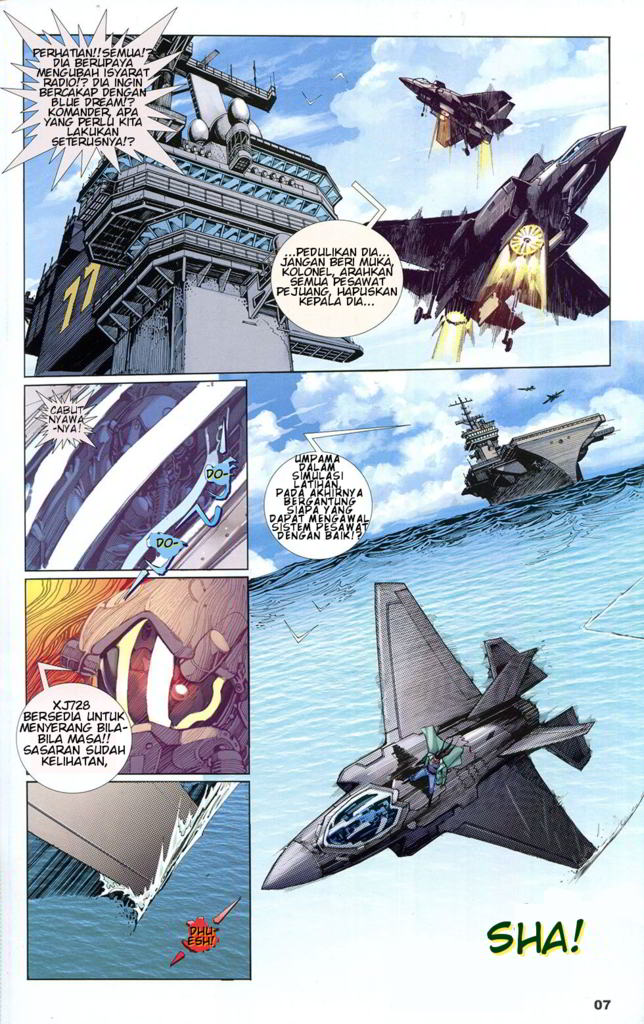 PERHATIAN!!SEMUA!?
DIA BERUPAYA
MENGUBAH ISYARAT
RADIO!? DIA INGIN
BERCAKAP DENGAN
BLUE DREAM!?
KOMANDER, APA
YANG PERLU KITA
LAKUKAN
SETERUSNYA!?
77
...PEDULIKAN DIA...
JANGAN BERI MUKA,
KOLONEL, ARAHKAN
SEMUA PESAWAT
PEJUANG, HAPUSKAN
KEPALA DIA...
CABUT
NYAWA-
-NYA!
DO-
DO-
UMPAMA
DALAM
SIMULASI
LATIHAN,
PADA AKHIRNYA
BERGANTUNG
SIAPA YANG
DAPAT MENGAWAL
SISTEM PESAWAT
DENGAN BAIK!?
XJ728
BERSEDIA UNTUK
MENYERANG BILA-
BILA MASA!!
SASARAN SUDAH
KELIHATAN,
DHU-
ESH!
SHA!
07